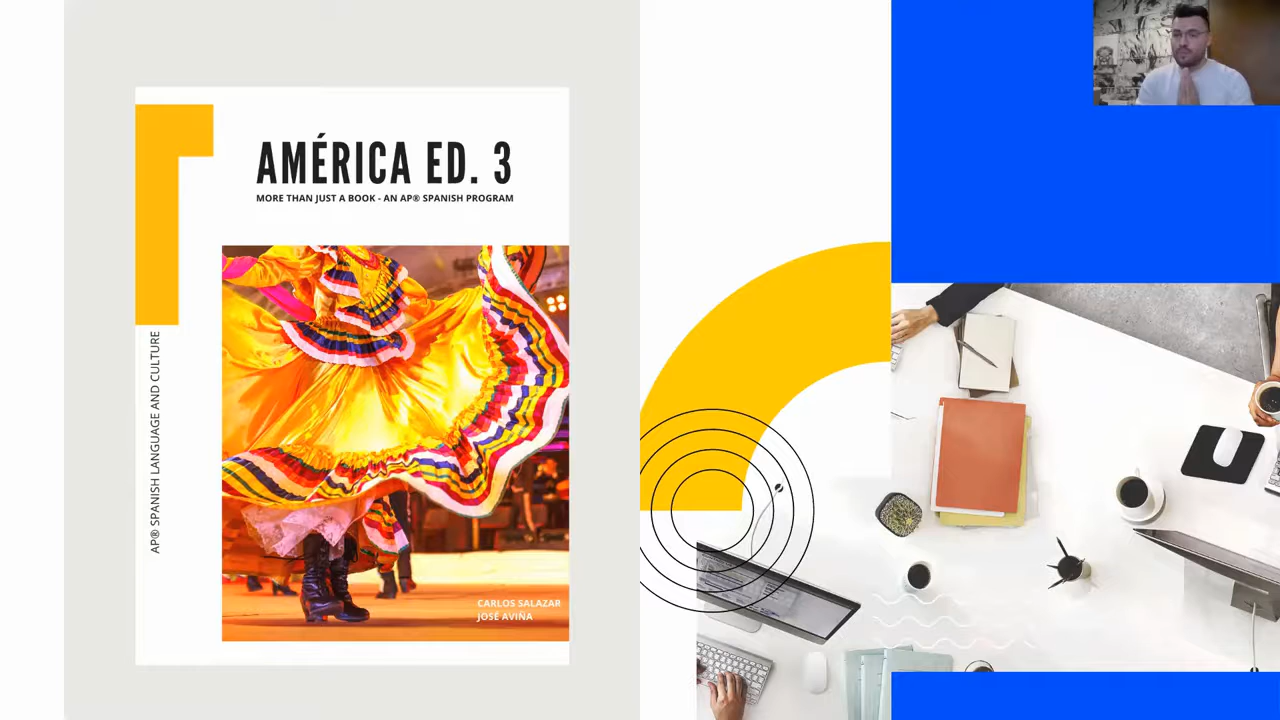 AMÉRICA ED. 3
MORE THAN JUST A BOOK - AN AP® SPANISH PROGRAM
AP® SPANISH LANGUAGE AND CULTURE
CARLOS SALAZAR
JOSÉ AVIÑA